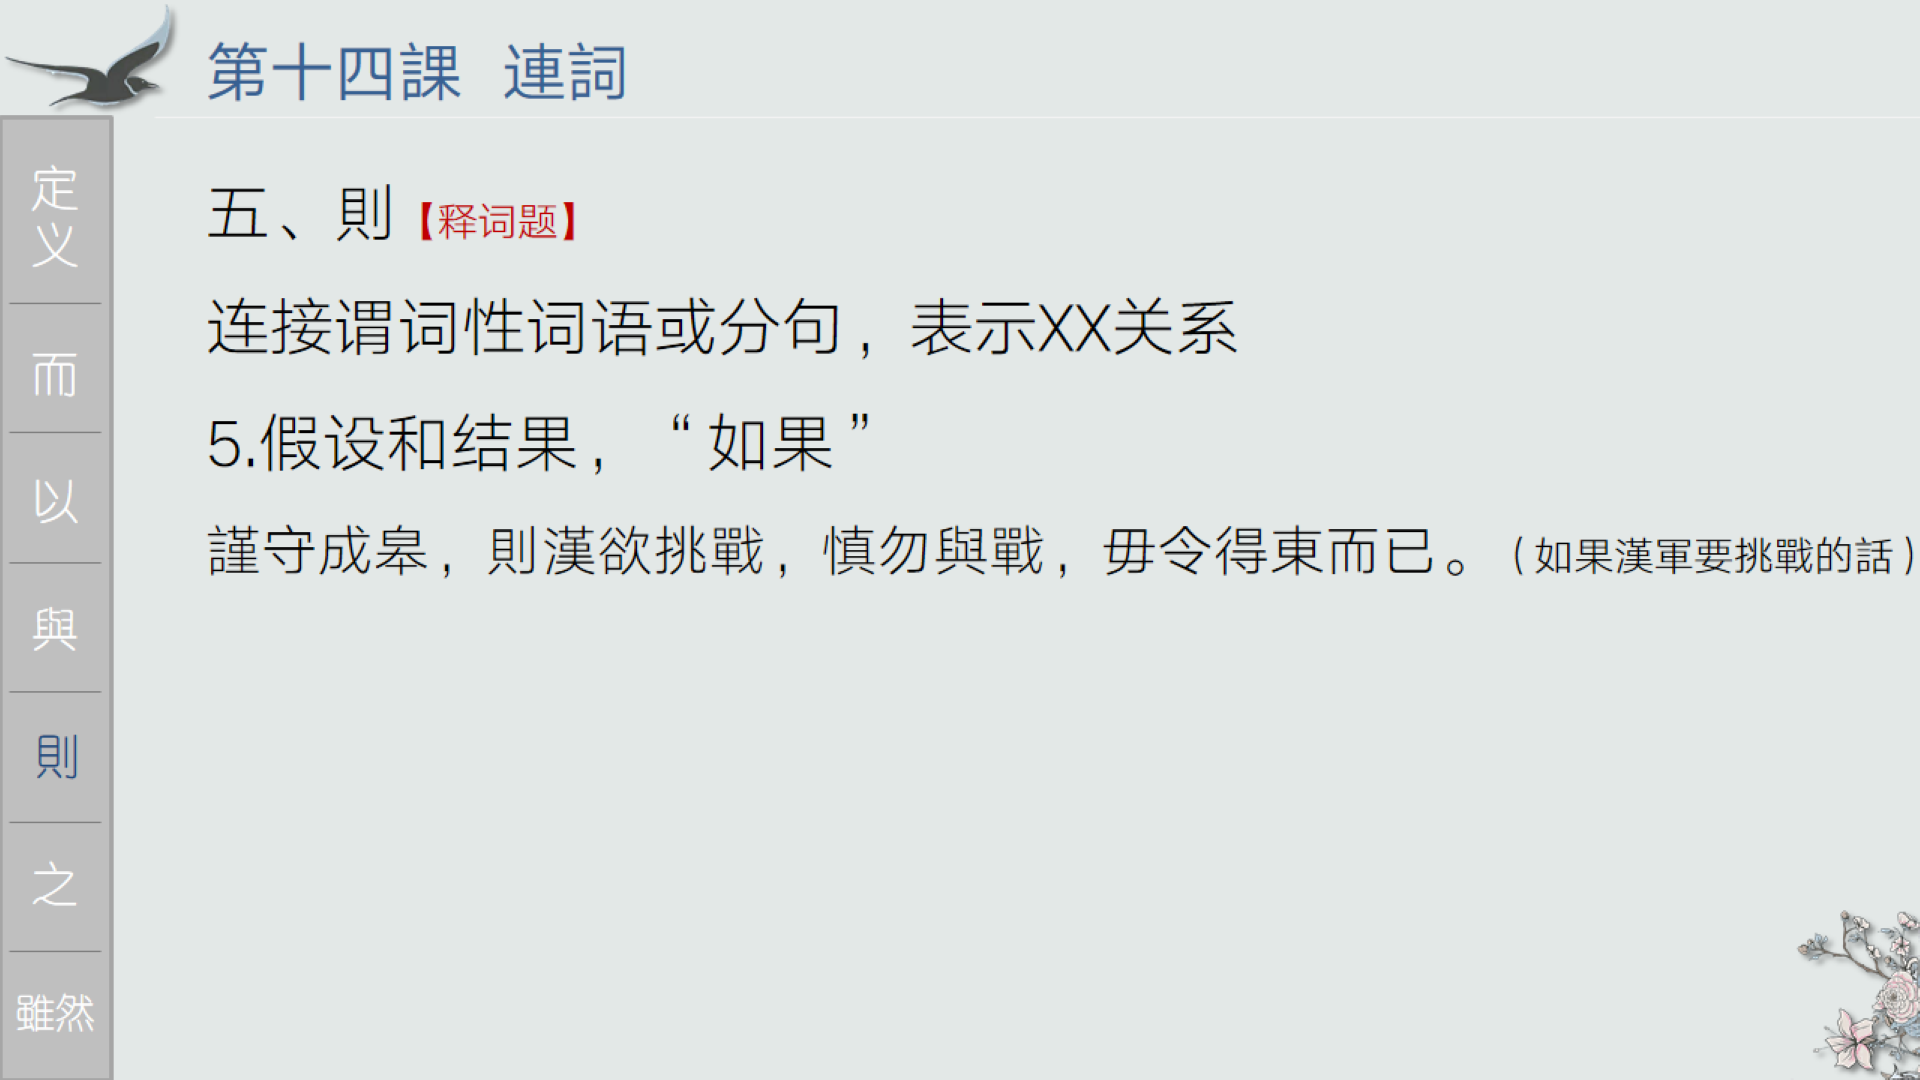 第十四課 連詞
定义
而
以
與
則
之
雖然
五、則【释词题】
连接谓词性词语或分句，表示XX关系
5.假设和结果，“如果”
謹守成皋，則漢欲挑戰，慎勿與戰，毋令得東而已。（如果漢軍要挑戰的話）